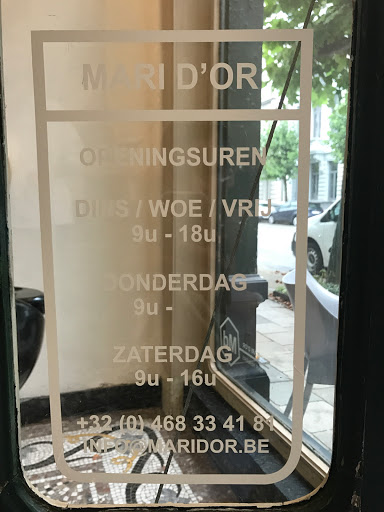 MARI D'OR
OPENINGSUREN
DINS / WOE / VRIJ
9u - 18u
DONDERDAG
9u -
ZATERDAG
9u - 16u
+32 (0) 468 33 41 81
INFO@MARIDOR.BE